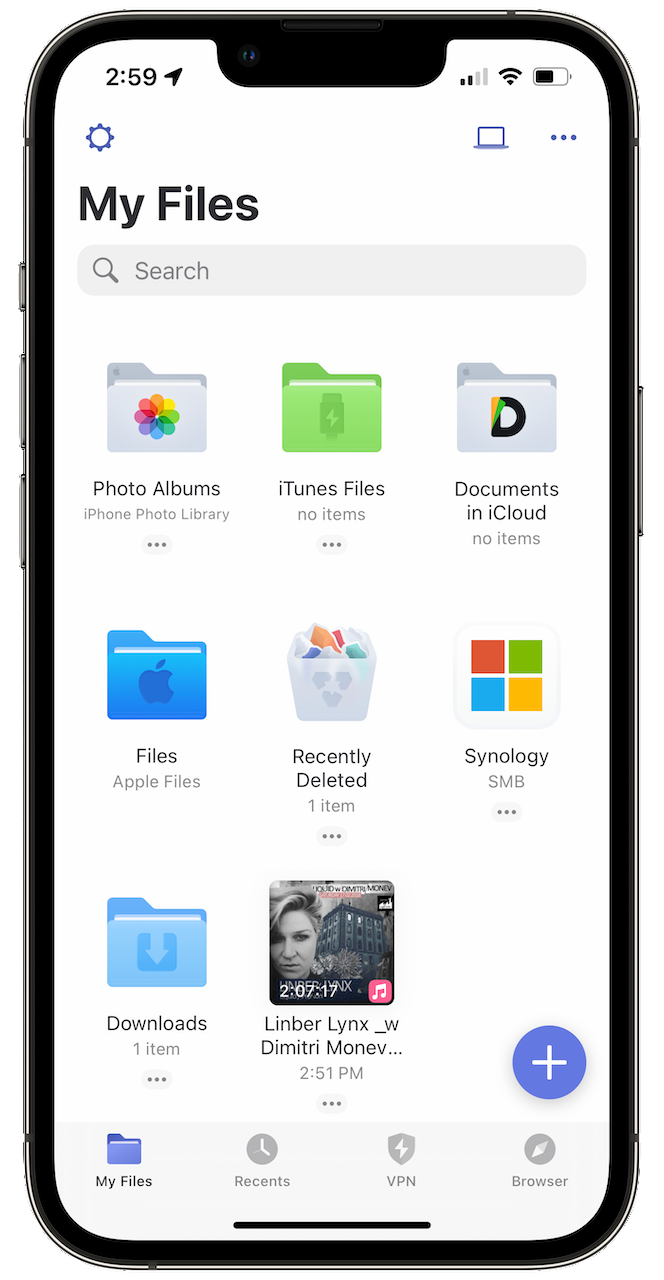 2:59
My Files
Search
Photo Albums
iPhone Photo Library
iTunes Files
no items
Documents
in iCloud
no items
Files
Apple Files
Recently
Deleted
1 item
Synology
SMB
Downloads
1 item
LIQUID w DIMITRI MONEV
LINBER LYNX
2:07:17
Linber Lynx _w
Dimitri Monev...
2:51 PM
My Files
Recents
VPN
Browser